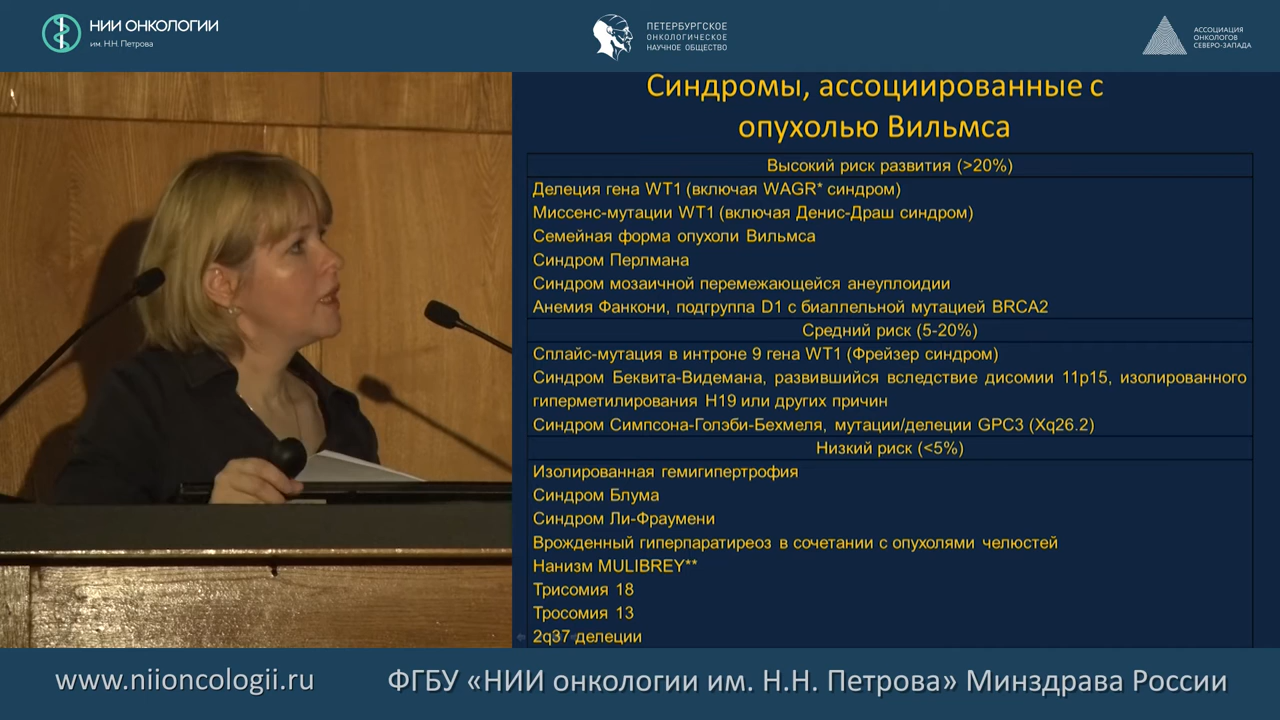 НИИ ОНКОЛОГИИ
им. Н.Н. Петрова
ПЕТЕРБУРГСКОЕ
ОНКОЛОГИЧЕСКОЕ
НАУЧНОЕ ОБЩЕСТВО
АССОЦИАЦИЯ
ОНКОЛОГОВ
СЕВЕРО-ЗАПАДА
Синдромы, ассоциированные с
опухолью Вильмса
Высокий риск развития (>20%)
Делеция гена WT1 (включая WAGR* синдром)
Миссенс-мутации WT1 (включая Денис-Драш синдром)
Семейная форма опухоли Вильмса
Синдром Перлмана
Синдром мозаичной перемежающейся анеуплоидии
Анемия Фанкони, подгруппа D1 с биаллельной мутацией BRCA2
Средний риск (5-20%)
Сплайс-мутация в интроне 9 гена WT1 (Фрейзер синдром)
Синдром Беквита-Видемана, развившийся вследствие дисомии 11p15, изолированного
гиперметилирования H19 или других причин
Синдром Симпсона-Голэби-Бехмеля, мутации/делеции GPC3 (Xq26.2)
Низкий риск (<5%)
Изолированная гемигипертрофия
Синдром Блума
Синдром Ли-Фраумени
Врожденный гиперпаратиреоз в сочетании с опухолями челюстей
Нанизм MULIBREY**
Трисомия 18
Тросомия 13
2q37 делеции
www.niioncologii.ru
ФГБУ «НИИ онкологии им. Н.Н. Петрова» Минздрава России